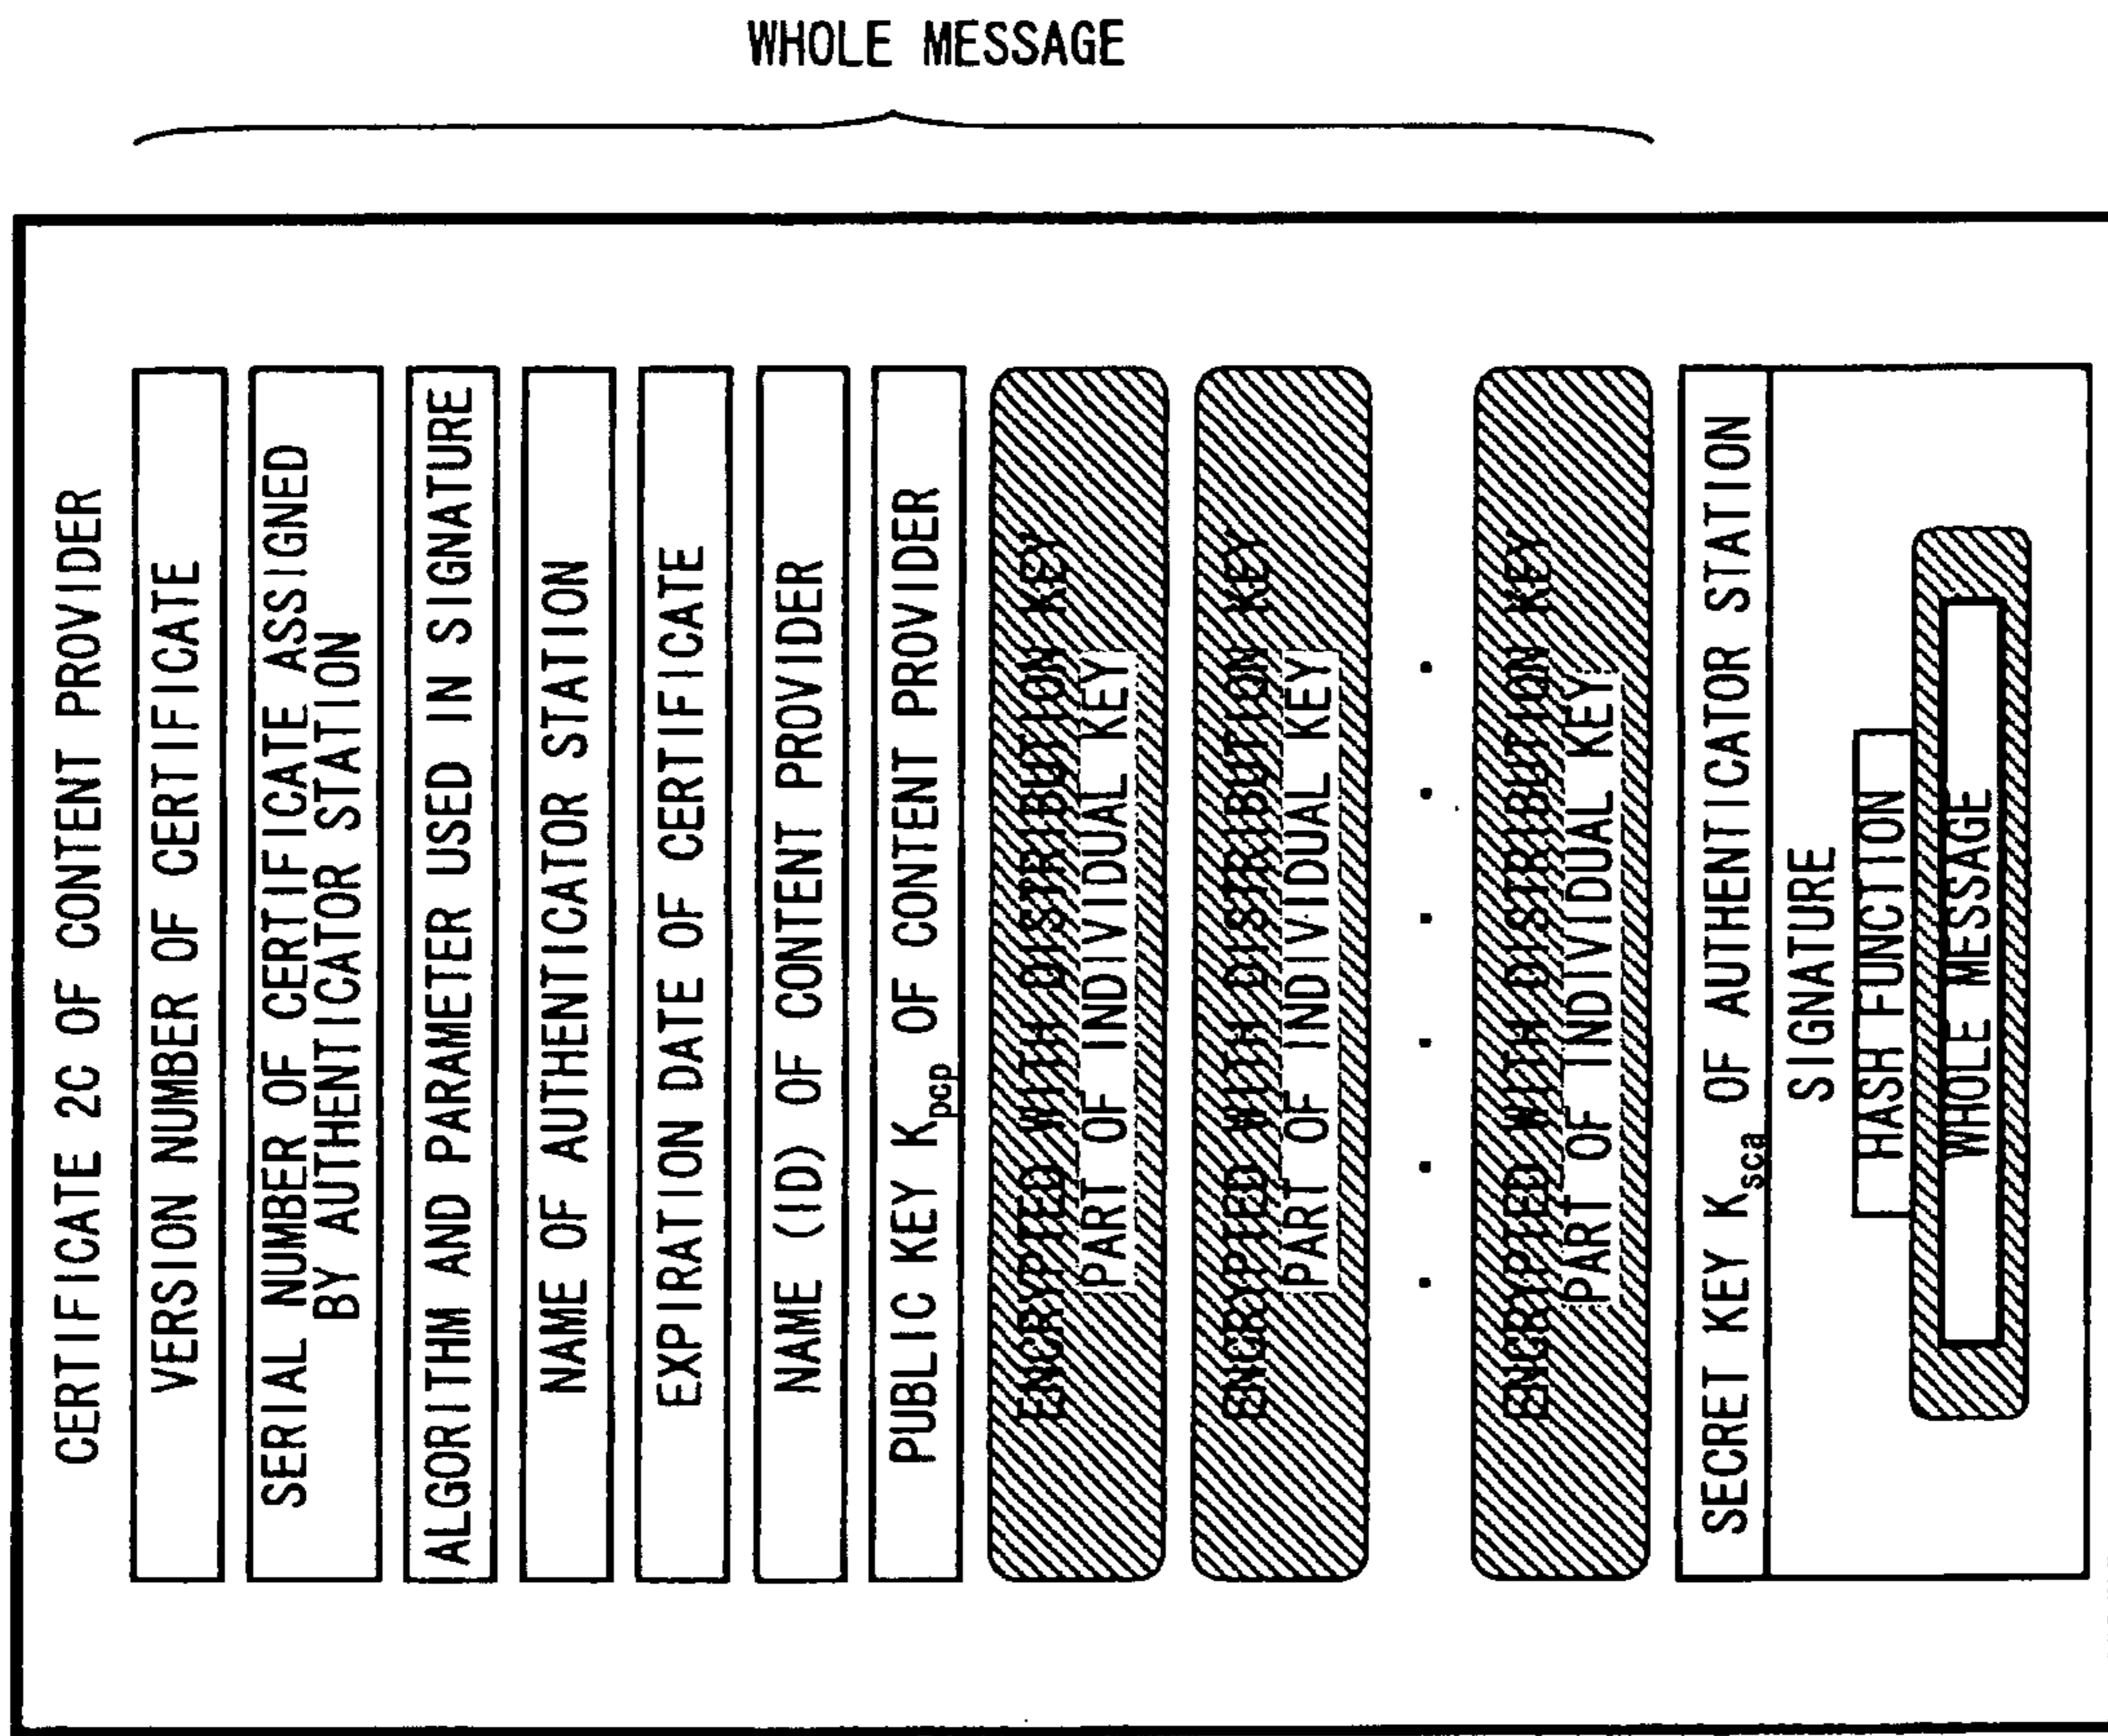 WHOLE MESSAGE
CERTIFICATE 2C OF CONTENT PROVIDER
VERSION NUMBER OF CERTIFICATE
SERIAL NUMBER OF CERTIFICATE ASSIGNED
BY AUTHENTICATOR STATION
ALGORITHM AND PARAMETER USED IN SIGNATURE
NAME OF AUTHENTICATOR STATION
EXPIRATION DATE OF CERTIFICATE
NAME (ID) OF CONTENT PROVIDER
PUBLIC KEY Kpcp OF CONTENT PROVIDER
ENCRYPTED WITH DISTRIBUTION KEY
PART OF INDIVIDUAL KEY
ENCRYPTED WITH DISTRIBUTION KEY
PART OF INDIVIDUAL KEY
ENCRYPTED WITH DISTRIBUTION KEY
PART OF INDIVIDUAL KEY
SECRET KEY Ksca OF AUTHENTICATOR STATION
SIGNATURE
HASH FUNCTION
WHOLE MESSAGE